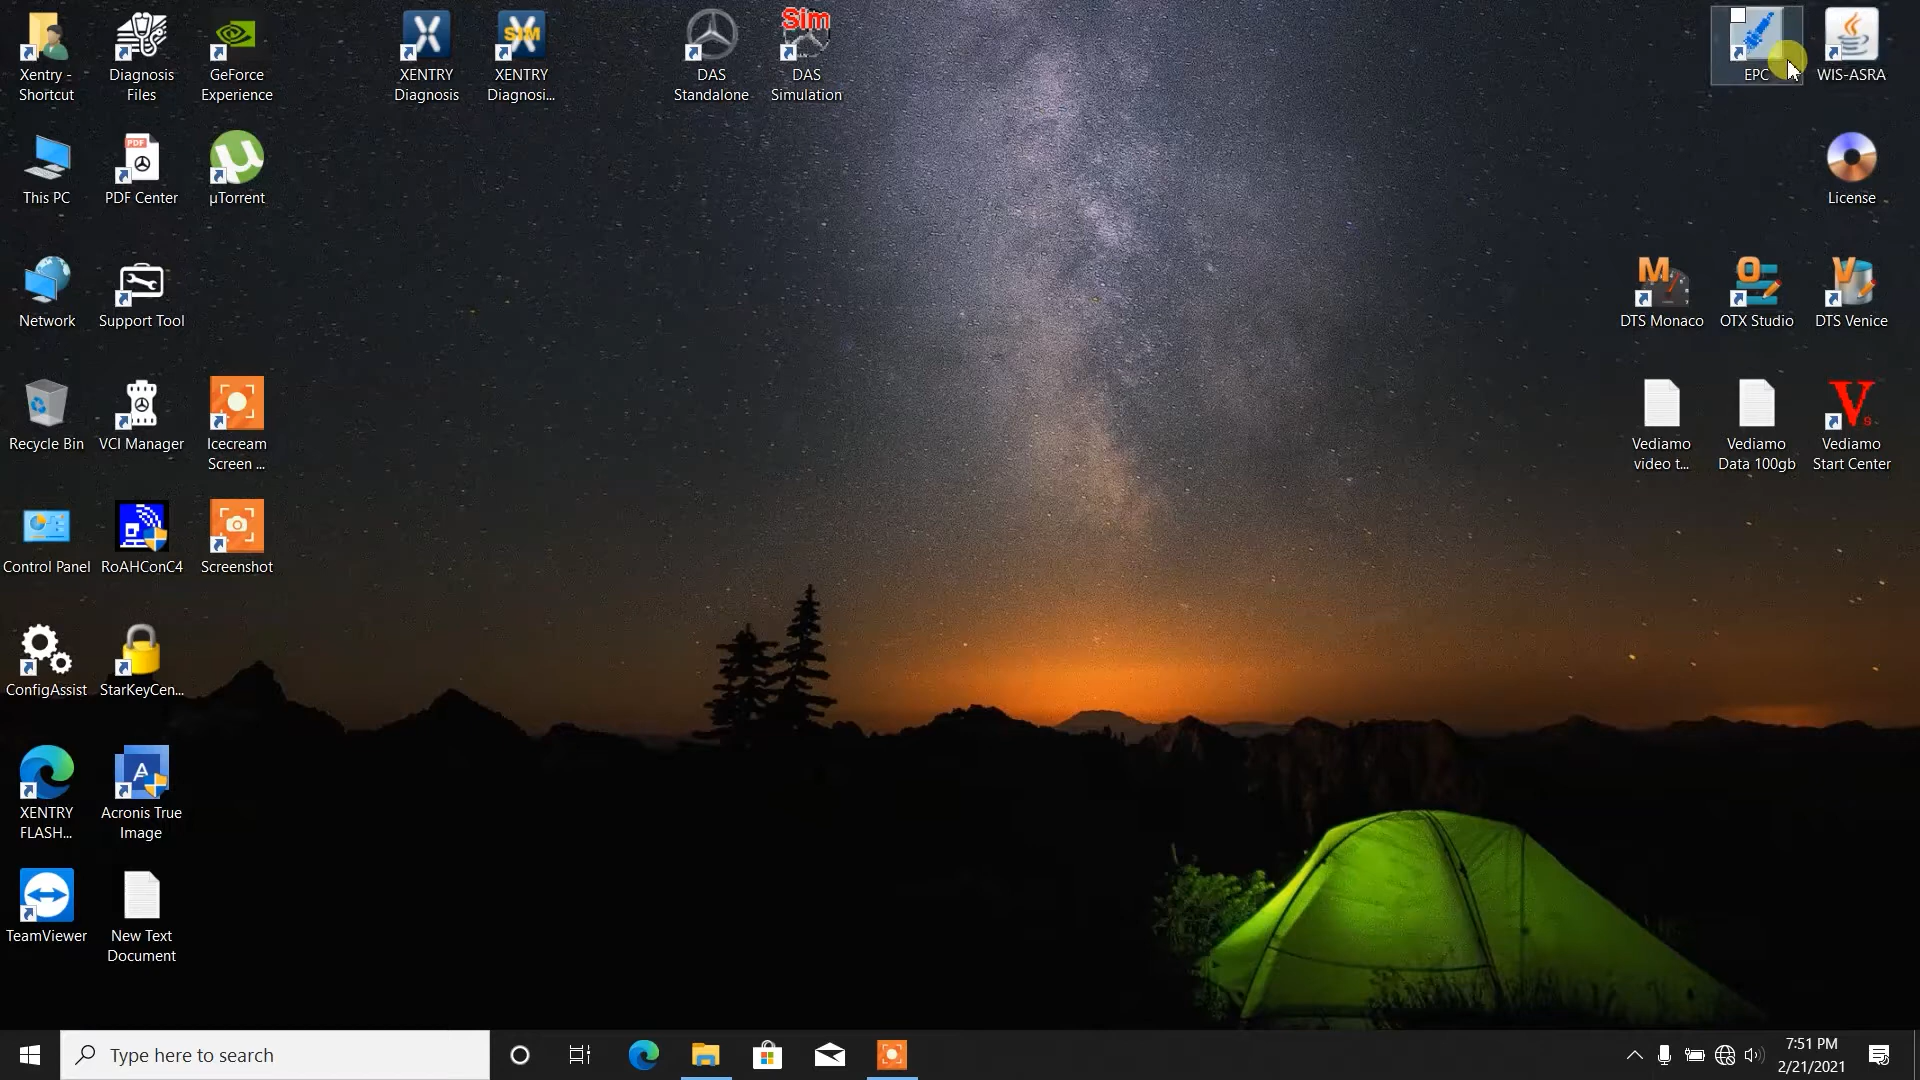 Xentry -
Shortcut
Diagnosis
Files
GeForce
Experience
XENTRY
Diagnosis
SIM
XENTRY
Diagnosi...
DAS
Standalone
Sim
DAS
Simulation
EPC
WIS-ASRA
This PC
PDF
PDF Center
µTorrent
License
Network
Support Tool
M
DTS Monaco
O
OTX Studio
V
DTS Venice
Recycle Bin
VCI Manager
Icecream
Screen ...
Vediamo
video t...
Vediamo
Data 100gb
Vediamo
Start Center
Control Panel
RoAHConC4
Screenshot
ConfigAssist
StarKeyCen...
XENTRY
FLASH...
A
Acronis True
Image
TeamViewer
New Text
Document
Type here to search
7:51 PM
2/21/2021